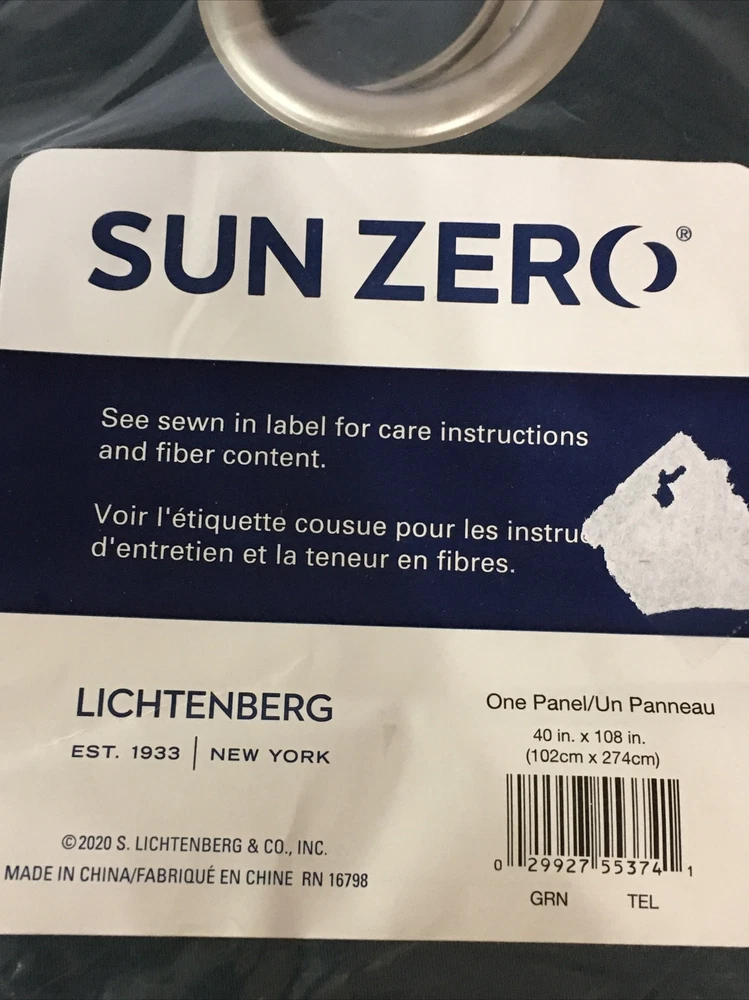 SUN ZERO®
See sewn in label for care instructions
and fiber content.
Voir l'étiquette cousue pour les
d'entretien et la teneur en fibres.
LICHTENBERG
EST. 1933 | NEW YORK
©2020 S. LICHTENBERG & CO., INC.
MADE IN CHINA/FABRIQUÉ EN CHINE RN 16798
One Panel/Un Panneau
40 in. x 108 in.
(102cm x 274cm)
0 29927 55374 1
GRN TEL